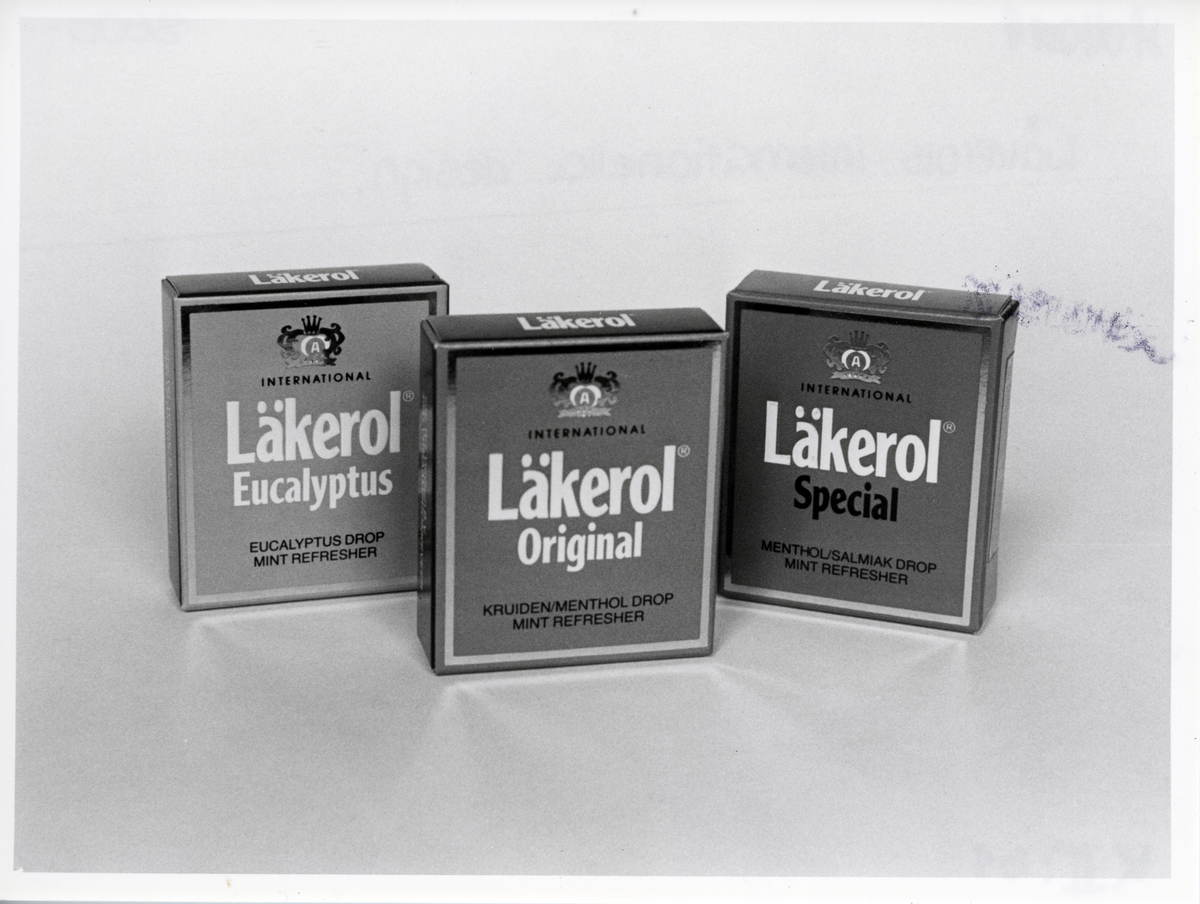 Läkerol
A
INTERNATIONAL
Läkerol®
Eucalyptus
EUCALYPTUS DROP
MINT REFRESHER
Läkerol
A
INTERNATIONAL
Läkerol®
Original
KRUIDEN/MENTHOL DROP
MINT REFRESHER
Läkerol
A
INTERNATIONAL
Läkerol®
Special
MENTHOL/SALMIAK DROP
MINT REFRESHER